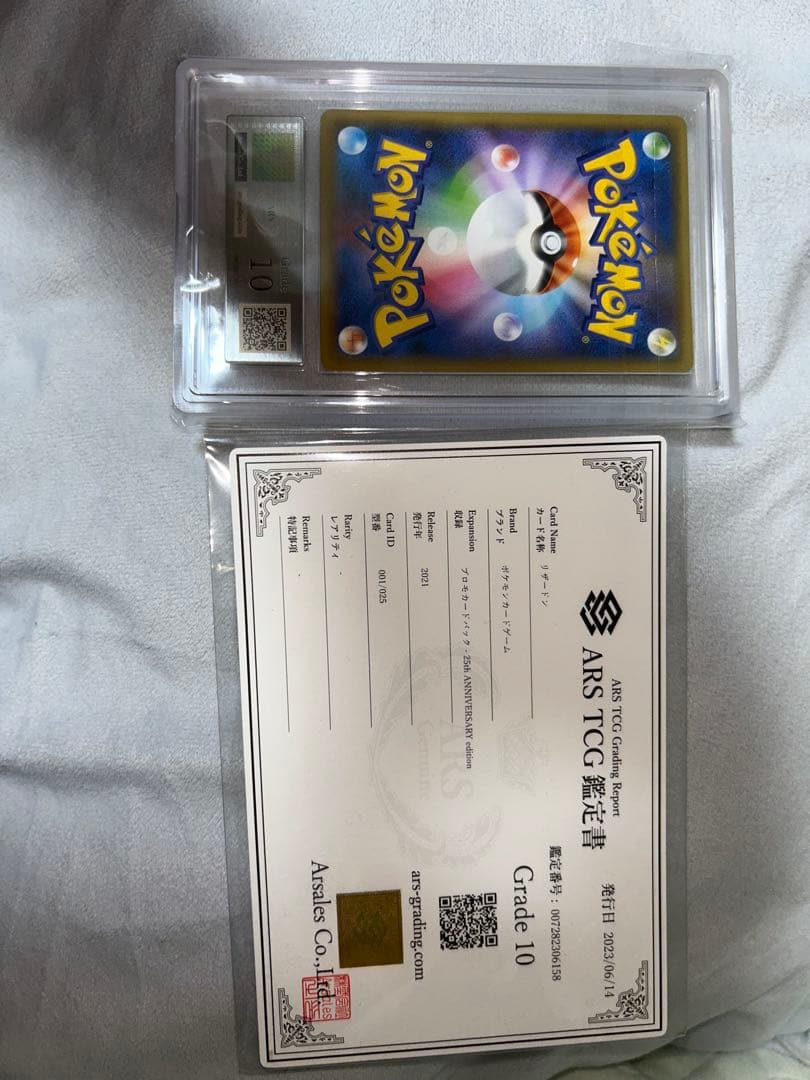 POKéMON
POKéMON
Grade
10
ARS TCG Grading Report
ARS TCG 鑑定書
発行日 2023/06/14
鑑定番号：007282306158
Card Name
カード名称 リザードン
Brand
ブランド ポケモンカードゲーム
Expansion
収録 プロモカードパック - 25th ANNIVERSARY edition
Release
発行年 2021
Card ID
型番 001/025
Rarity
レアリティ -
Remarks
特記事項 -
Grade 10
ars-grading.com
Arsales Co.,Ltd.